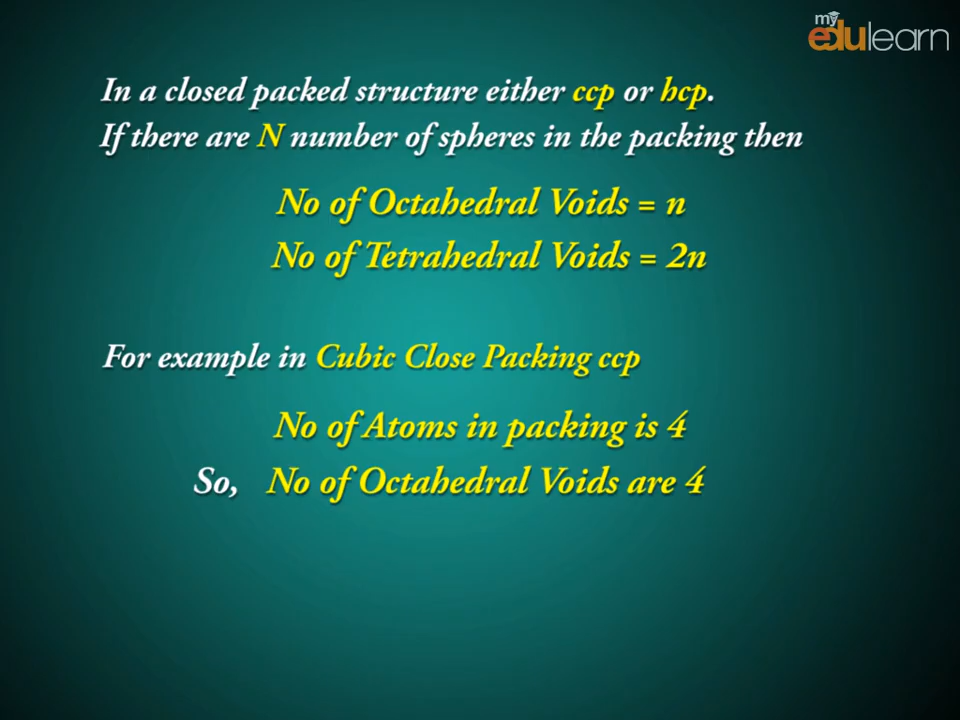 my
edulearn
In a closed packed structure either ccp or hcp.
If there are N number of spheres in the packing then
No of Octahedral Voids = n
No of Tetrahedral Voids = 2n
For example in Cubic Close Packing ccp
No of Atoms in packing is 4
So, No of Octahedral Voids are 4